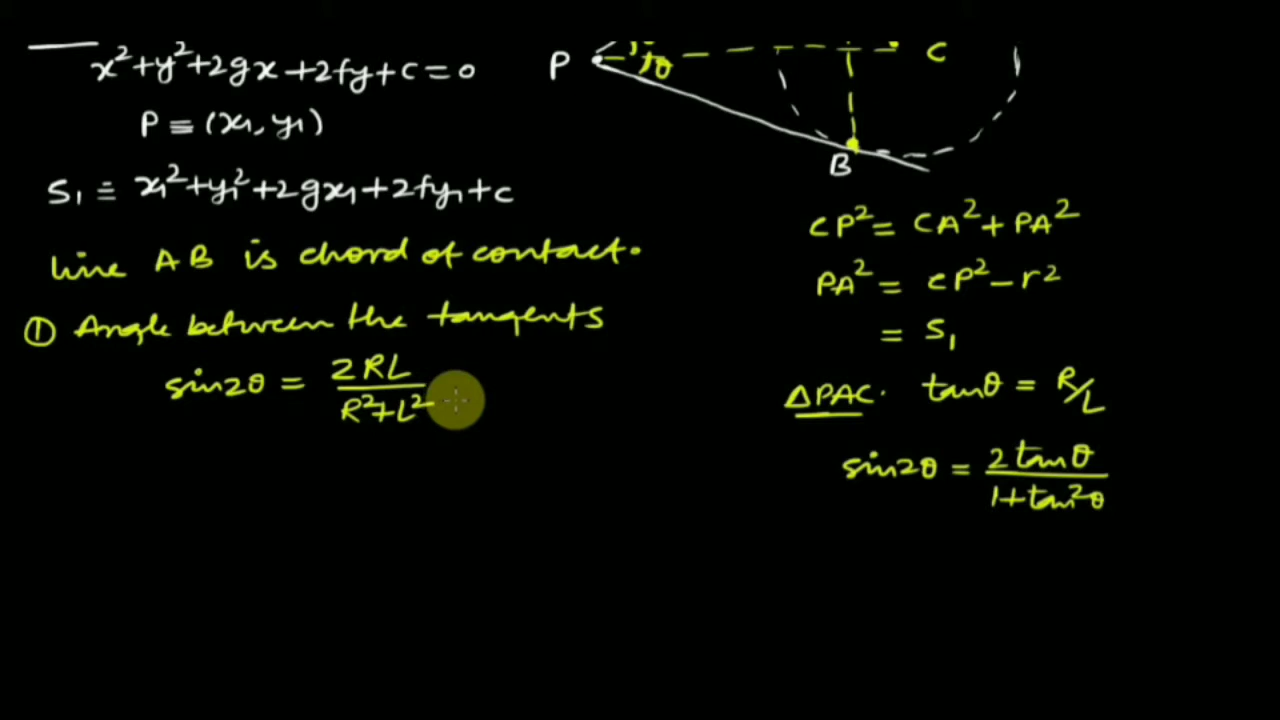 x²+y²+2gx+2fy+c=0
P ≡ (x₁, y₁)
S₁ ≡ x₁²+y₁²+2gx₁+2fy₁+c
line AB is chord of contact.
① Angle between the tangents
sin2θ = 2RL / R²+L²
P θ C
B
CP² = CA²+PA²
PA² = CP²-r²
= S₁
ΔPAC. tanθ = R/L
sin2θ = 2tanθ / 1+tan²θ